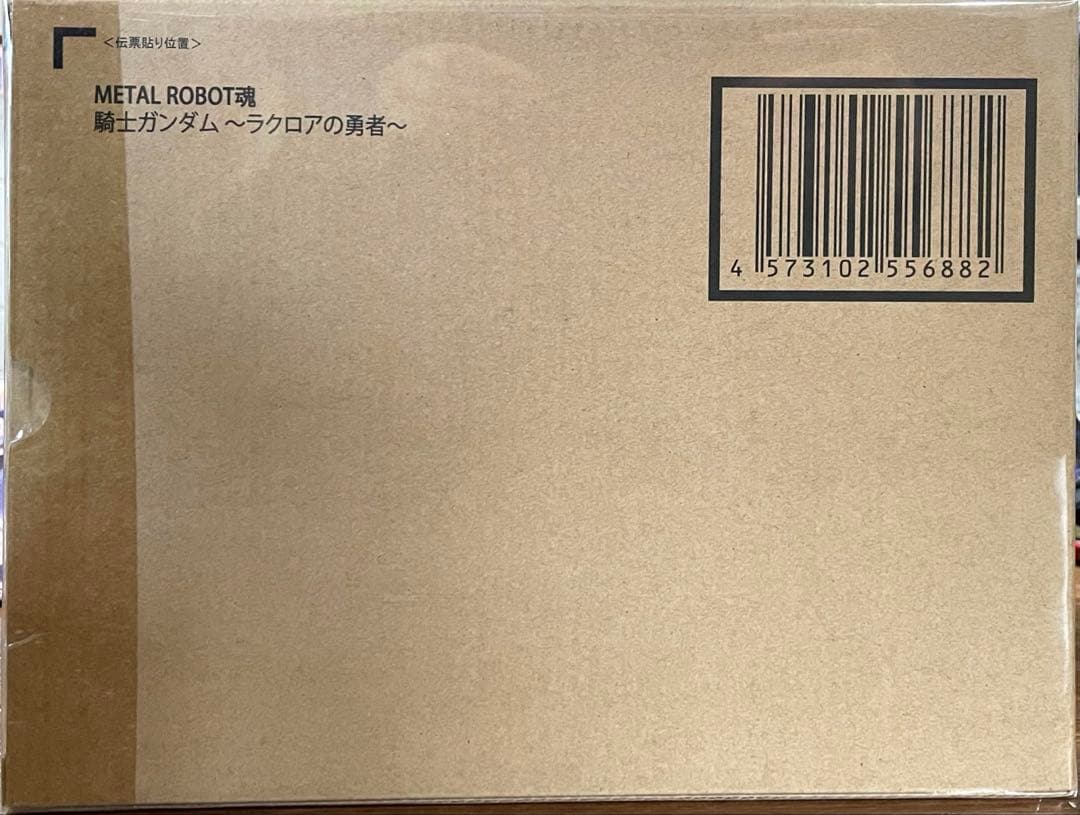 <伝票貼り位置>
METAL ROBOT魂
騎士ガンダム ~ラクロアの勇者~
4 573102 556882